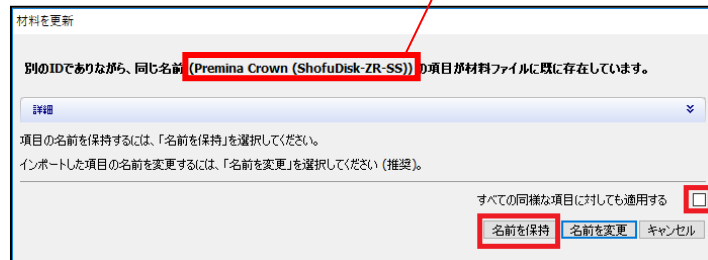 材料を更新
別のIDでありながら、同じ名前 (Premina Crown (ShofuDisk-ZR-SS)) の項目が材料ファイルに既に存在しています。
詳細
項目の名前を保持するには、「名前を保持」を選択してください。
インポートした項目の名前を変更するには、「名前を変更」を選択してください (推奨)。
すべての同様な項目に対しても適用する
名前を保持 名前を変更 キャンセル